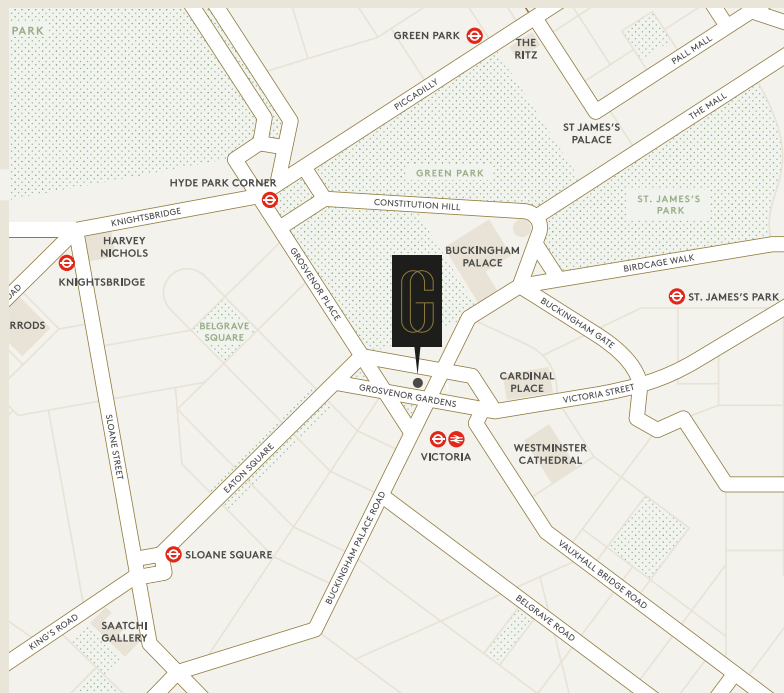 PARK
GREEN PARK
THE
RITZ
PALL MALL
PICCADILLY
THE MALL
ST JAMES'S
PALACE
GREEN PARK
HYDE PARK CORNER
CONSTITUTION HILL
ST. JAMES'S
PARK
KNIGHTSBRIDGE
HARVEY
NICHOLS
KNIGHTSBRIDGE
GROSVENOR PLACE
BUCKINGHAM
PALACE
BIRDCAGE WALK
OAD
RRODS
G
ST. JAMES'S PARK
BUCKINGHAM GATE
BELGRAVE
SQUARE
CARDINAL
PLACE
GROSVENOR GARDENS
VICTORIA STREET
SLOANE STREET
VICTORIA
WESTMINSTER
CATHEDRAL
EATON SQUARE
BUCKINGHAM PALACE ROAD
SLOANE SQUARE
VAUXHALL BRIDGE ROAD
BELGRAVE ROAD
KING'S ROAD
SAATCHI
GALLERY